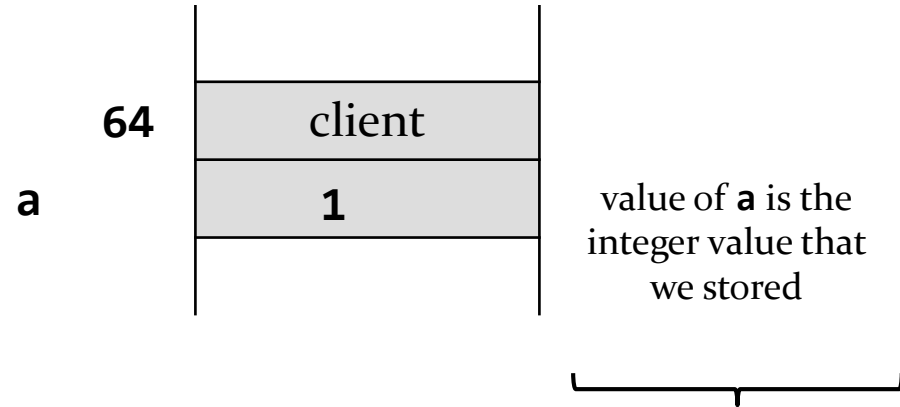 64 client
a 1
value of a is the
integer value that
we stored